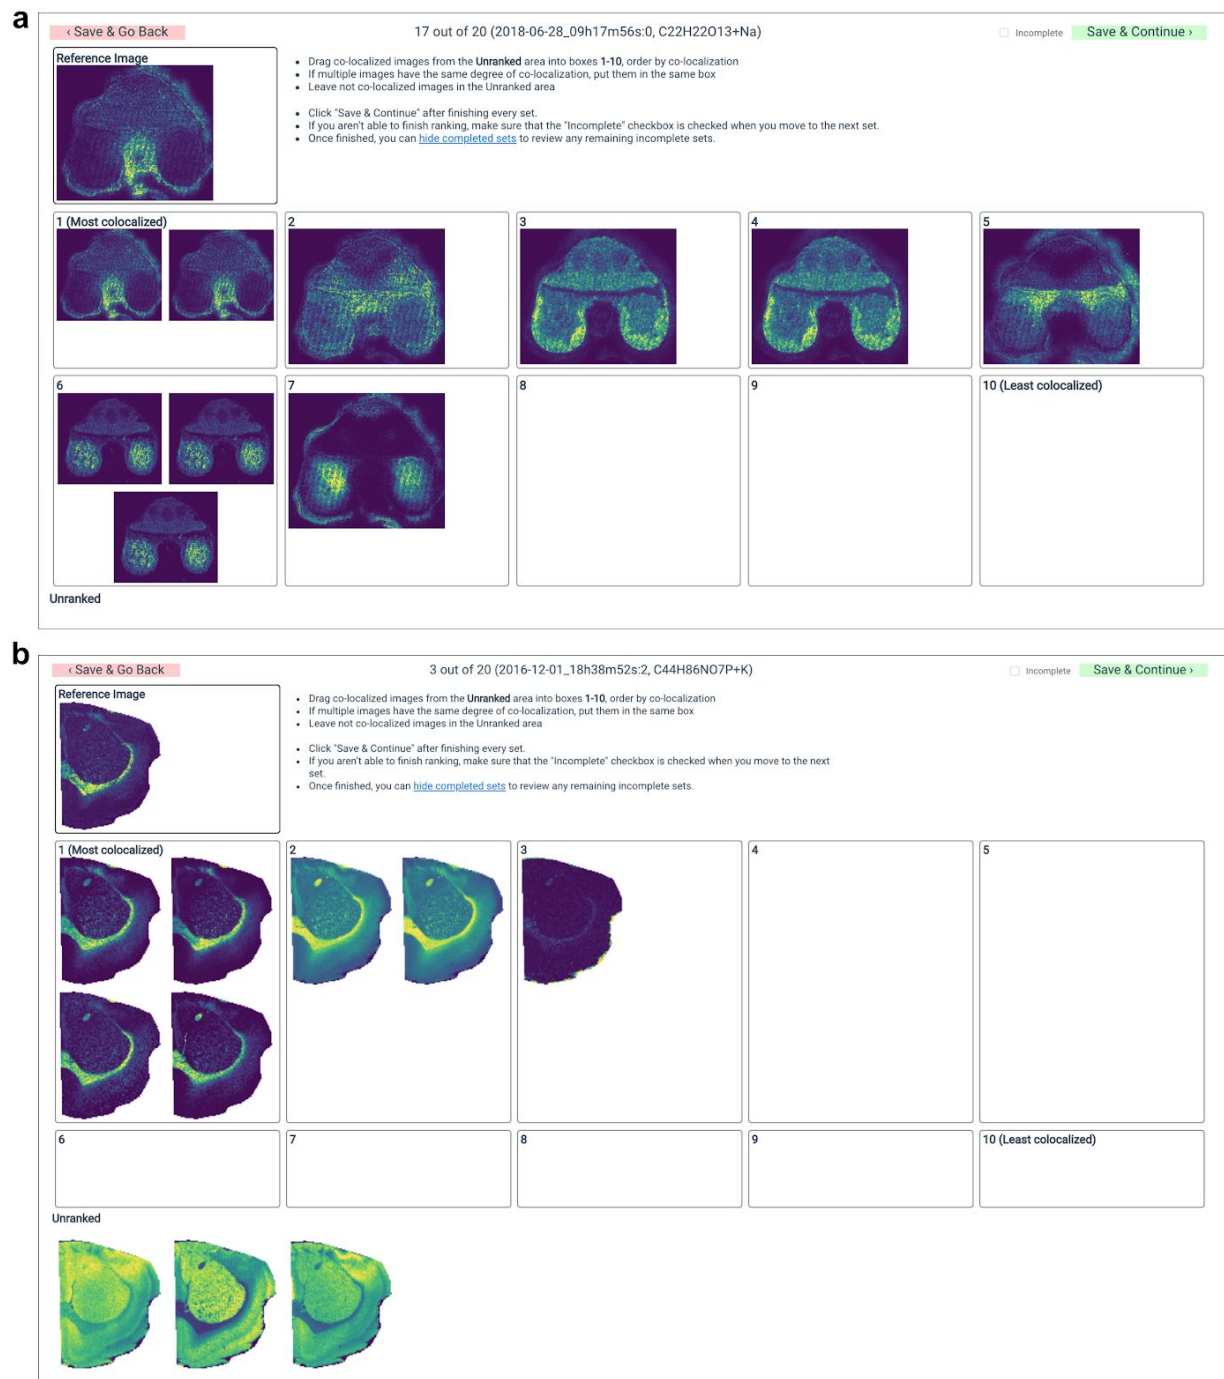 a
‹ Save & Go Back
17 out of 20 (2018-06-28_09h17m56s:0, C22H22O13+Na)
Incomplete
Save & Continue ›
Reference Image
• Drag co-localized images from the Unranked area into boxes 1-10, order by co-localization
• If multiple images have the same degree of co-localization, put them in the same box
• Leave not co-localized images in the Unranked area
• Click "Save & Continue" after finishing every set.
• If you aren't able to finish ranking, make sure that the "Incomplete" checkbox is checked when you move to the next set.
• Once finished, you can hide completed sets to review any remaining incomplete sets.
1 (Most colocalized)
2
3
4
5
6
7
8
9
10 (Least colocalized)
Unranked
b
‹ Save & Go Back
3 out of 20 (2016-12-01_18h38m52s:2, C44H86NO7P+K)
Incomplete
Save & Continue ›
Reference Image
• Drag co-localized images from the Unranked area into boxes 1-10, order by co-localization
• If multiple images have the same degree of co-localization, put them in the same box
• Leave not co-localized images in the Unranked area
• Click "Save & Continue" after finishing every set.
• If you aren't able to finish ranking, make sure that the "Incomplete" checkbox is checked when you move to the next
set.
• Once finished, you can hide completed sets to review any remaining incomplete sets.
1 (Most colocalized)
2
3
4
5
6
7
8
9
10 (Least colocalized)
Unranked